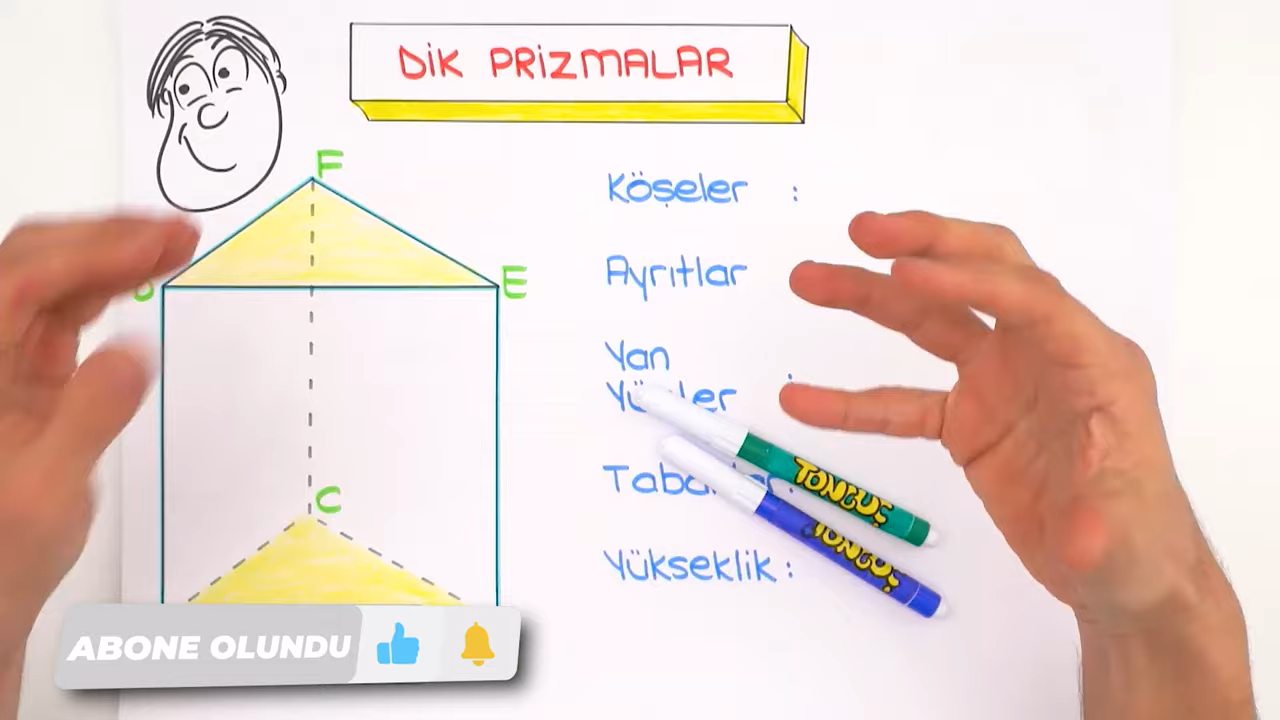 DİK PRİZMALAR
F
E
C
Köşeler :
Ayrıtlar
Yan
Yüzler :
Yükseklik :
TONGUÇ
TONGUÇ
ABONE OLUNDU